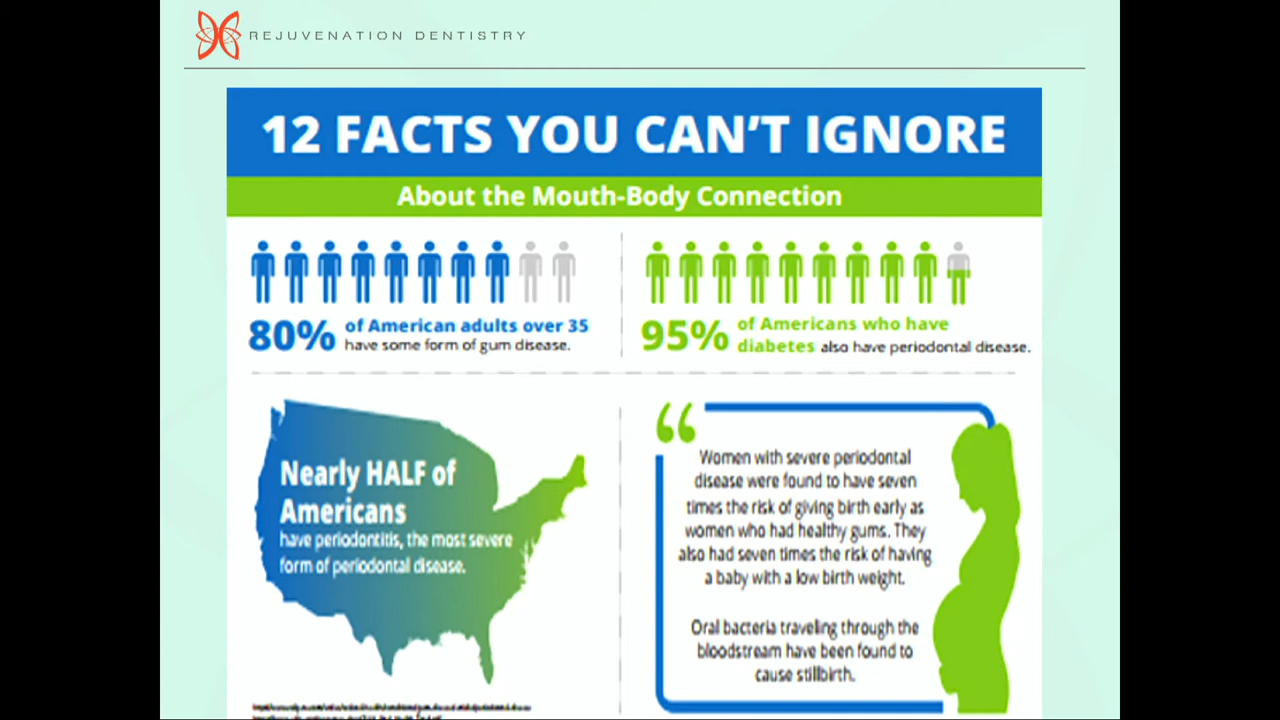 REJUVENATION DENTISTRY
12 FACTS YOU CAN'T IGNORE
About the Mouth-Body Connection
80% of American adults over 35
have some form of gum disease.
95% of Americans who have
diabetes also have periodontal disease.
Nearly HALF of
Americans
have periodontitis, the most severe
form of periodontal disease.
“
Women with severe periodontal
disease were found to have seven
times the risk of giving birth early as
women who had healthy gums. They
also had seven times the risk of having
a baby with a low birth weight.
Oral bacteria traveling through the
bloodstream have been found to
cause stillbirth.